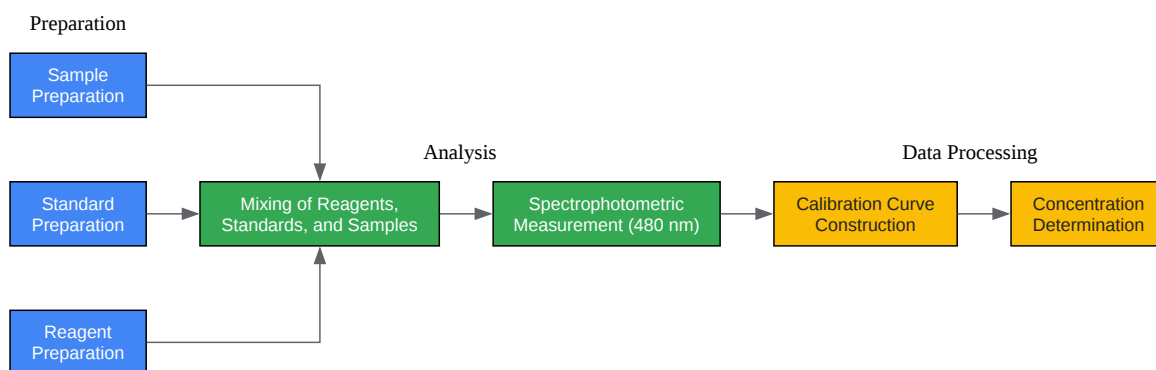 Preparation
Sample
Preparation
Analysis
Data Processing
Standard
Preparation
Mixing of Reagents,
Standards, and Samples
Spectrophotometric
Measurement (480 nm)
Calibration Curve
Construction
Concentration
Determination
Reagent
Preparation